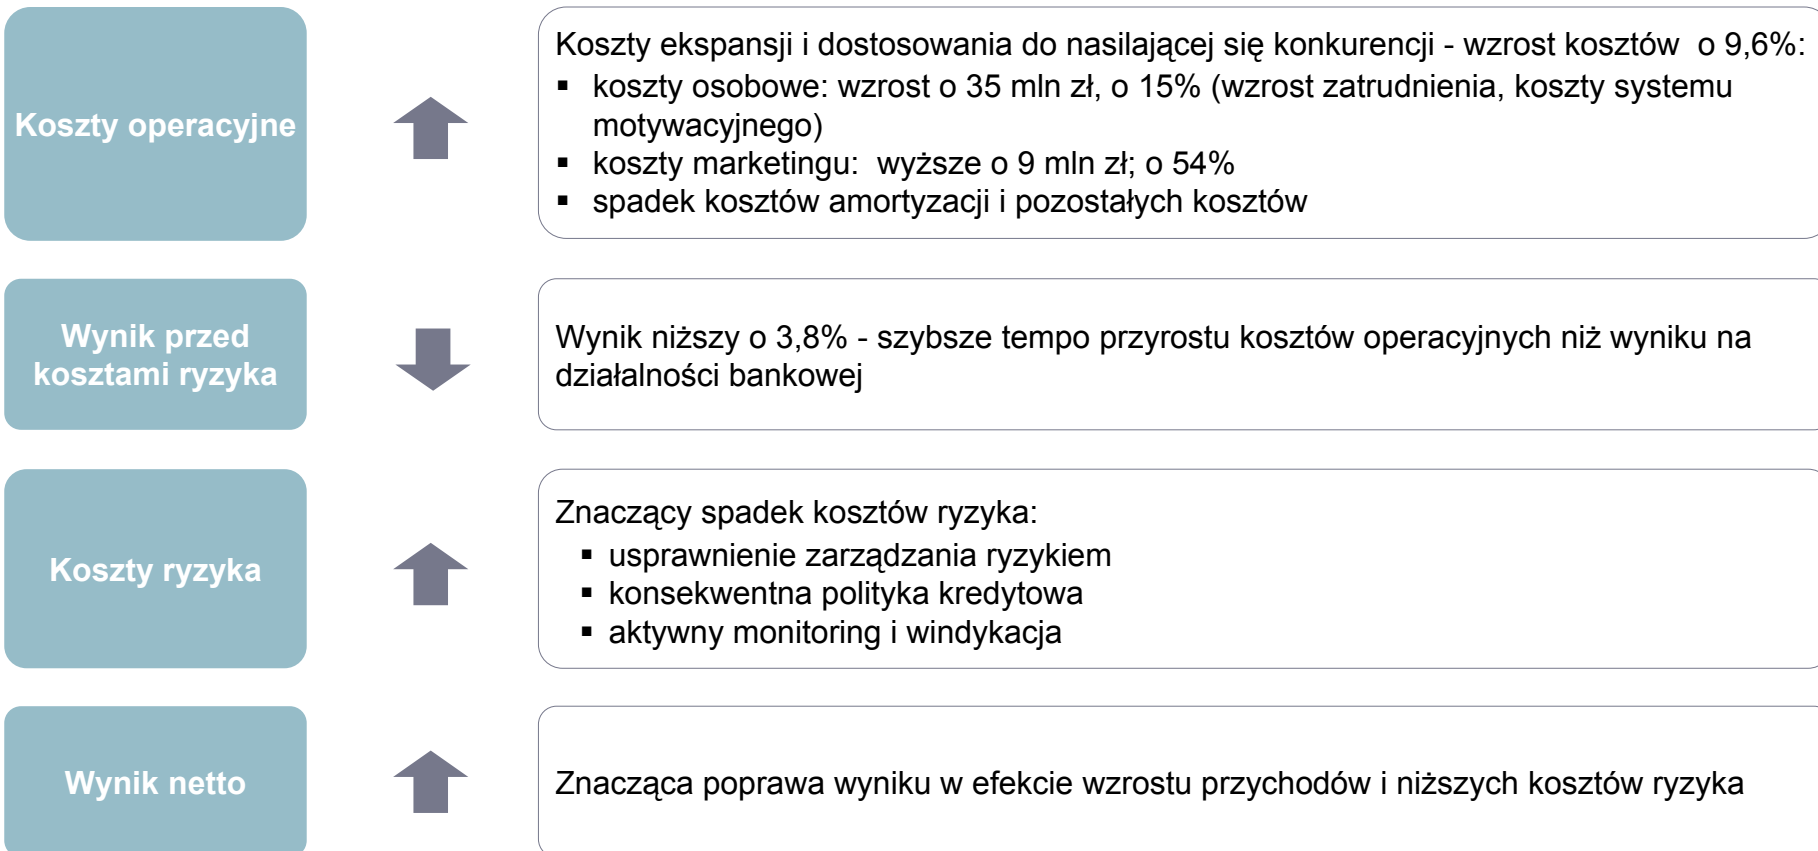 Koszty operacyjne
Koszty ekspansji i dostosowania do nasilającej się konkurencji - wzrost kosztów  o 9,6%:
▪ koszty osobowe: wzrost o 35 mln zł, o 15% (wzrost zatrudnienia, koszty systemu
motywacyjnego)
▪ koszty marketingu:  wyższe o 9 mln zł; o 54%
▪ spadek kosztów amortyzacji i pozostałych kosztów
Wynik przed
kosztami ryzyka
Wynik niższy o 3,8% - szybsze tempo przyrostu kosztów operacyjnych niż wyniku na
działalności bankowej
Koszty ryzyka
Znaczący spadek kosztów ryzyka:
▪ usprawnienie zarządzania ryzykiem
▪ konsekwentna polityka kredytowa
▪ aktywny monitoring i windykacja
Wynik netto
Znacząca poprawa wyniku w efekcie wzrostu przychodów i niższych kosztów ryzyka